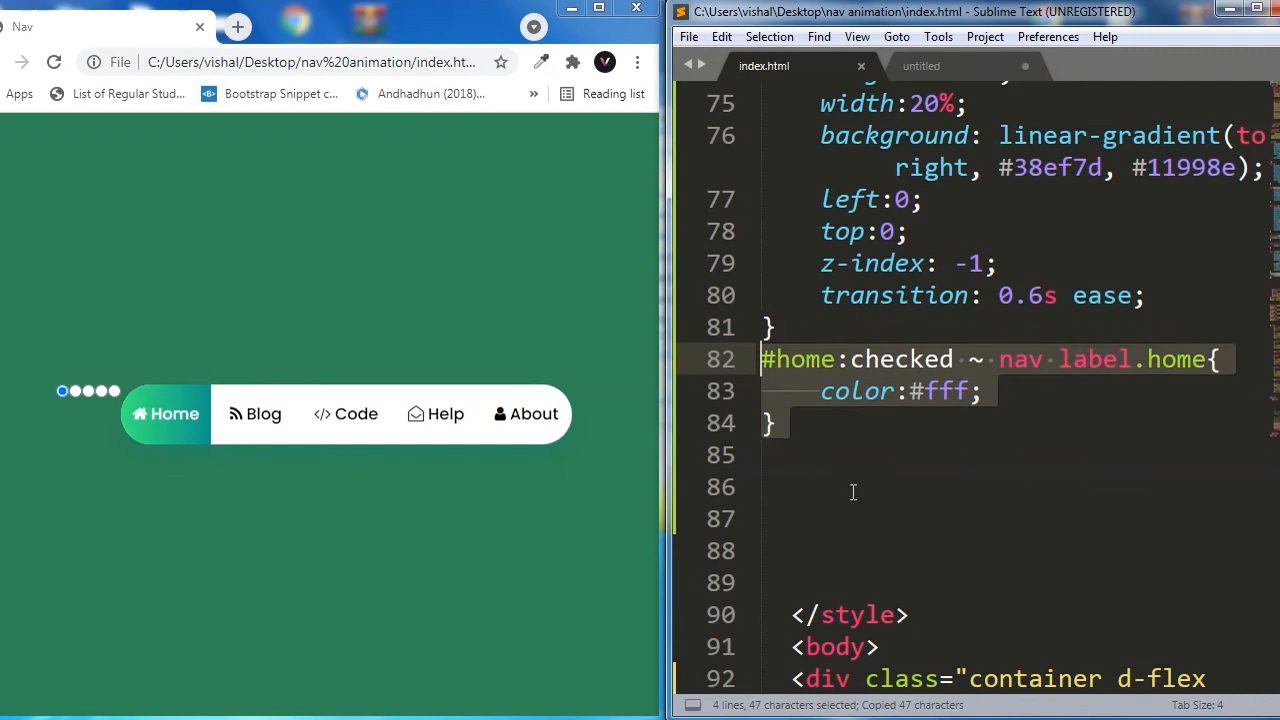 Nav
File
C:/Users/vishal/Desktop/nav%20animation/index.ht...
Apps
List of Regular Stud...
Bootstrap Snippet c...
Andhadhun (2018)...
»
Reading list
Home
Blog
</> Code
Help
About
C:\Users\vishal\Desktop\nav animation\index.html - Sublime Text (UNREGISTERED)
File Edit Selection Find View Goto Tools Project Preferences Help
index.html
untitled
75 width:20%;
76 background: linear-gradient(to
right, #38ef7d, #11998e);
77 left:0;
78 top:0;
79 z-index: -1;
80 transition: 0.6s ease;
81 }
82 #home:checked ~ nav label.home{
83 color:#fff;
84 }
85
86
87
88
89
90 </style>
91 <body>
92 <div class="container d-flex
4 lines, 47 characters selected; Copied 47 characters
Tab Size: 4